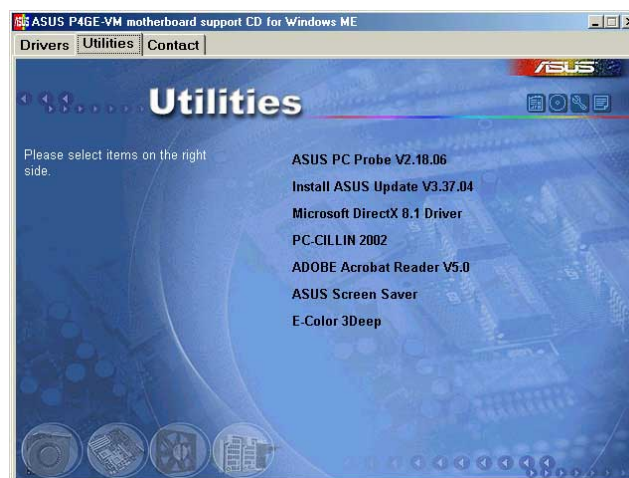 ASUS P4GE-VM motherboard support CD for Windows ME
Drivers Utilities Contact
ASUS
Utilities
Please select items on the right
side.
ASUS PC Probe V2.18.06
Install ASUS Update V3.37.04
Microsoft DirectX 8.1 Driver
PC-CILLIN 2002
ADOBE Acrobat Reader V5.0
ASUS Screen Saver
E-Color 3Deep